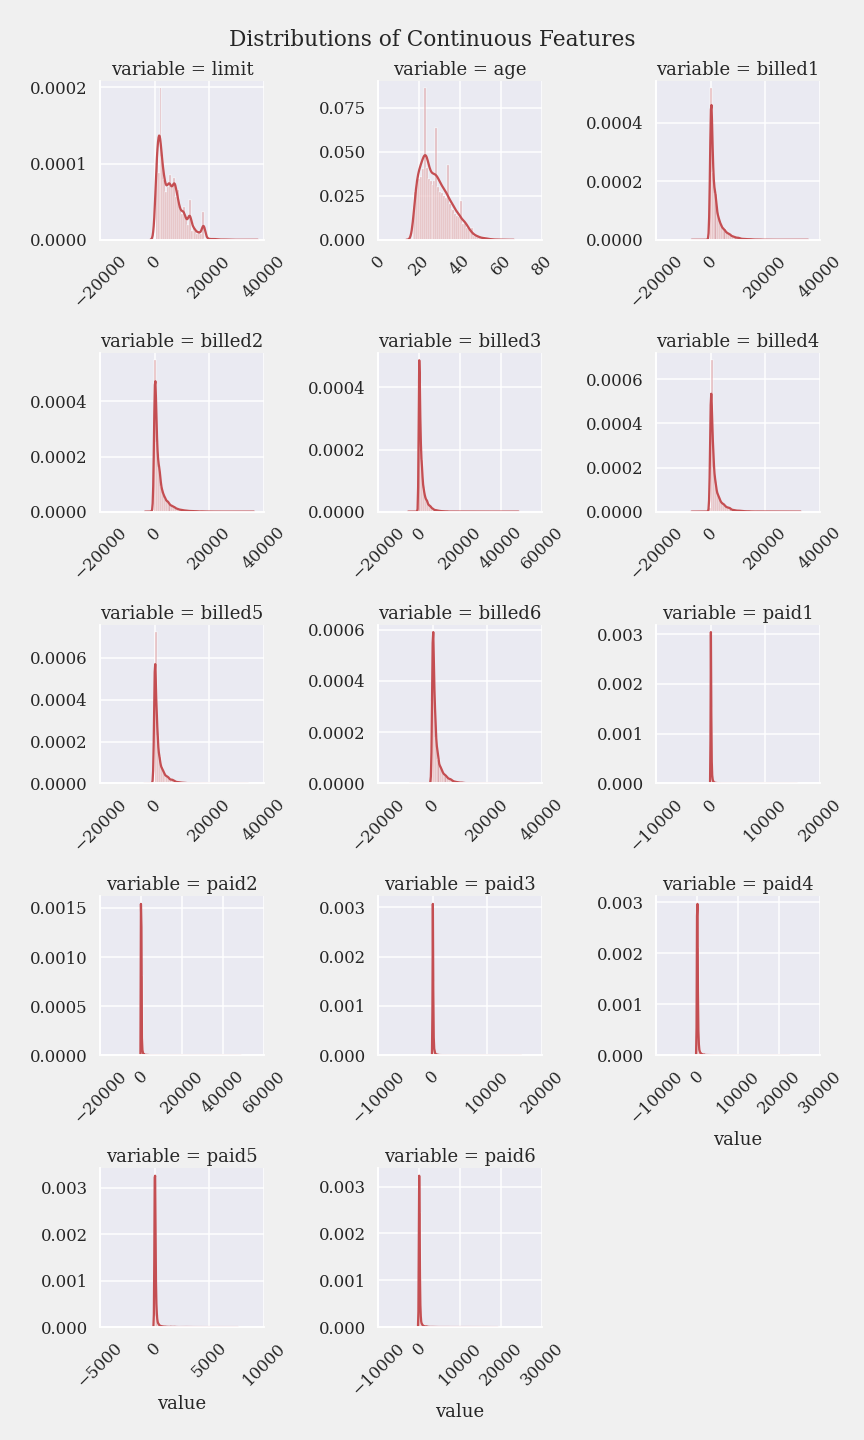 Distributions of Continuous Features
variable = limit
0.0002
0.0001
0.0000
−20000 0 20000 40000
variable = age
0.075
0.050
0.025
0.000
0 20 40 60 80
variable = billed1
0.0004
0.0002
0.0000
−20000 0 20000 40000
variable = billed2
0.0004
0.0002
0.0000
−20000 0 20000 40000
variable = billed3
0.0004
0.0002
0.0000
−20000 0 20000 40000 60000
variable = billed4
0.0006
0.0004
0.0002
0.0000
−20000 0 20000 40000
variable = billed5
0.0006
0.0004
0.0002
0.0000
−20000 0 20000 40000
variable = billed6
0.0006
0.0004
0.0002
0.0000
−20000 0 20000 40000
variable = paid1
0.003
0.002
0.001
0.000
−10000 0 10000 20000
variable = paid2
0.0015
0.0010
0.0005
0.0000
−20000 0 20000 40000 60000
variable = paid3
0.003
0.002
0.001
0.000
−10000 0 10000 20000
variable = paid4
0.003
0.002
0.001
0.000
−10000 0 10000 20000 30000
value
variable = paid5
0.003
0.002
0.001
0.000
−5000 0 5000 10000
value
variable = paid6
0.003
0.002
0.001
0.000
−10000 0 10000 20000 30000
value